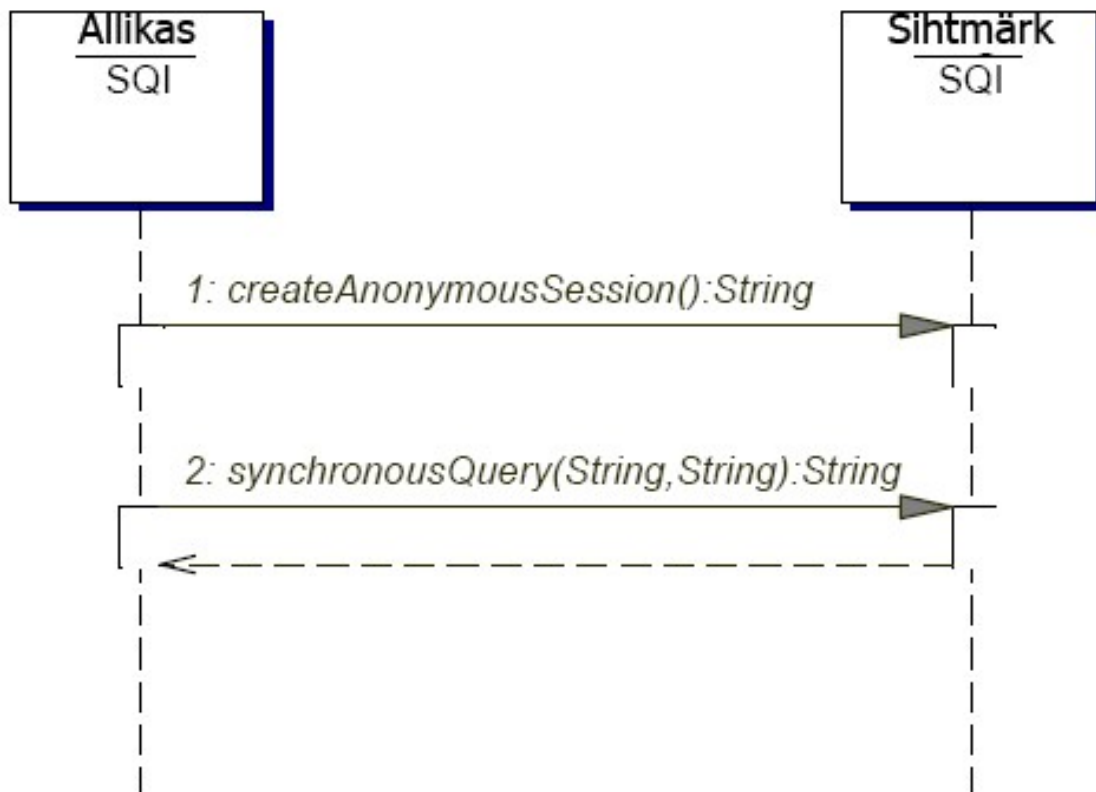 Allikas
SQI
Sihtmärk
SQI
1: createAnonymousSession():String
2: synchronousQuery(String,String):String